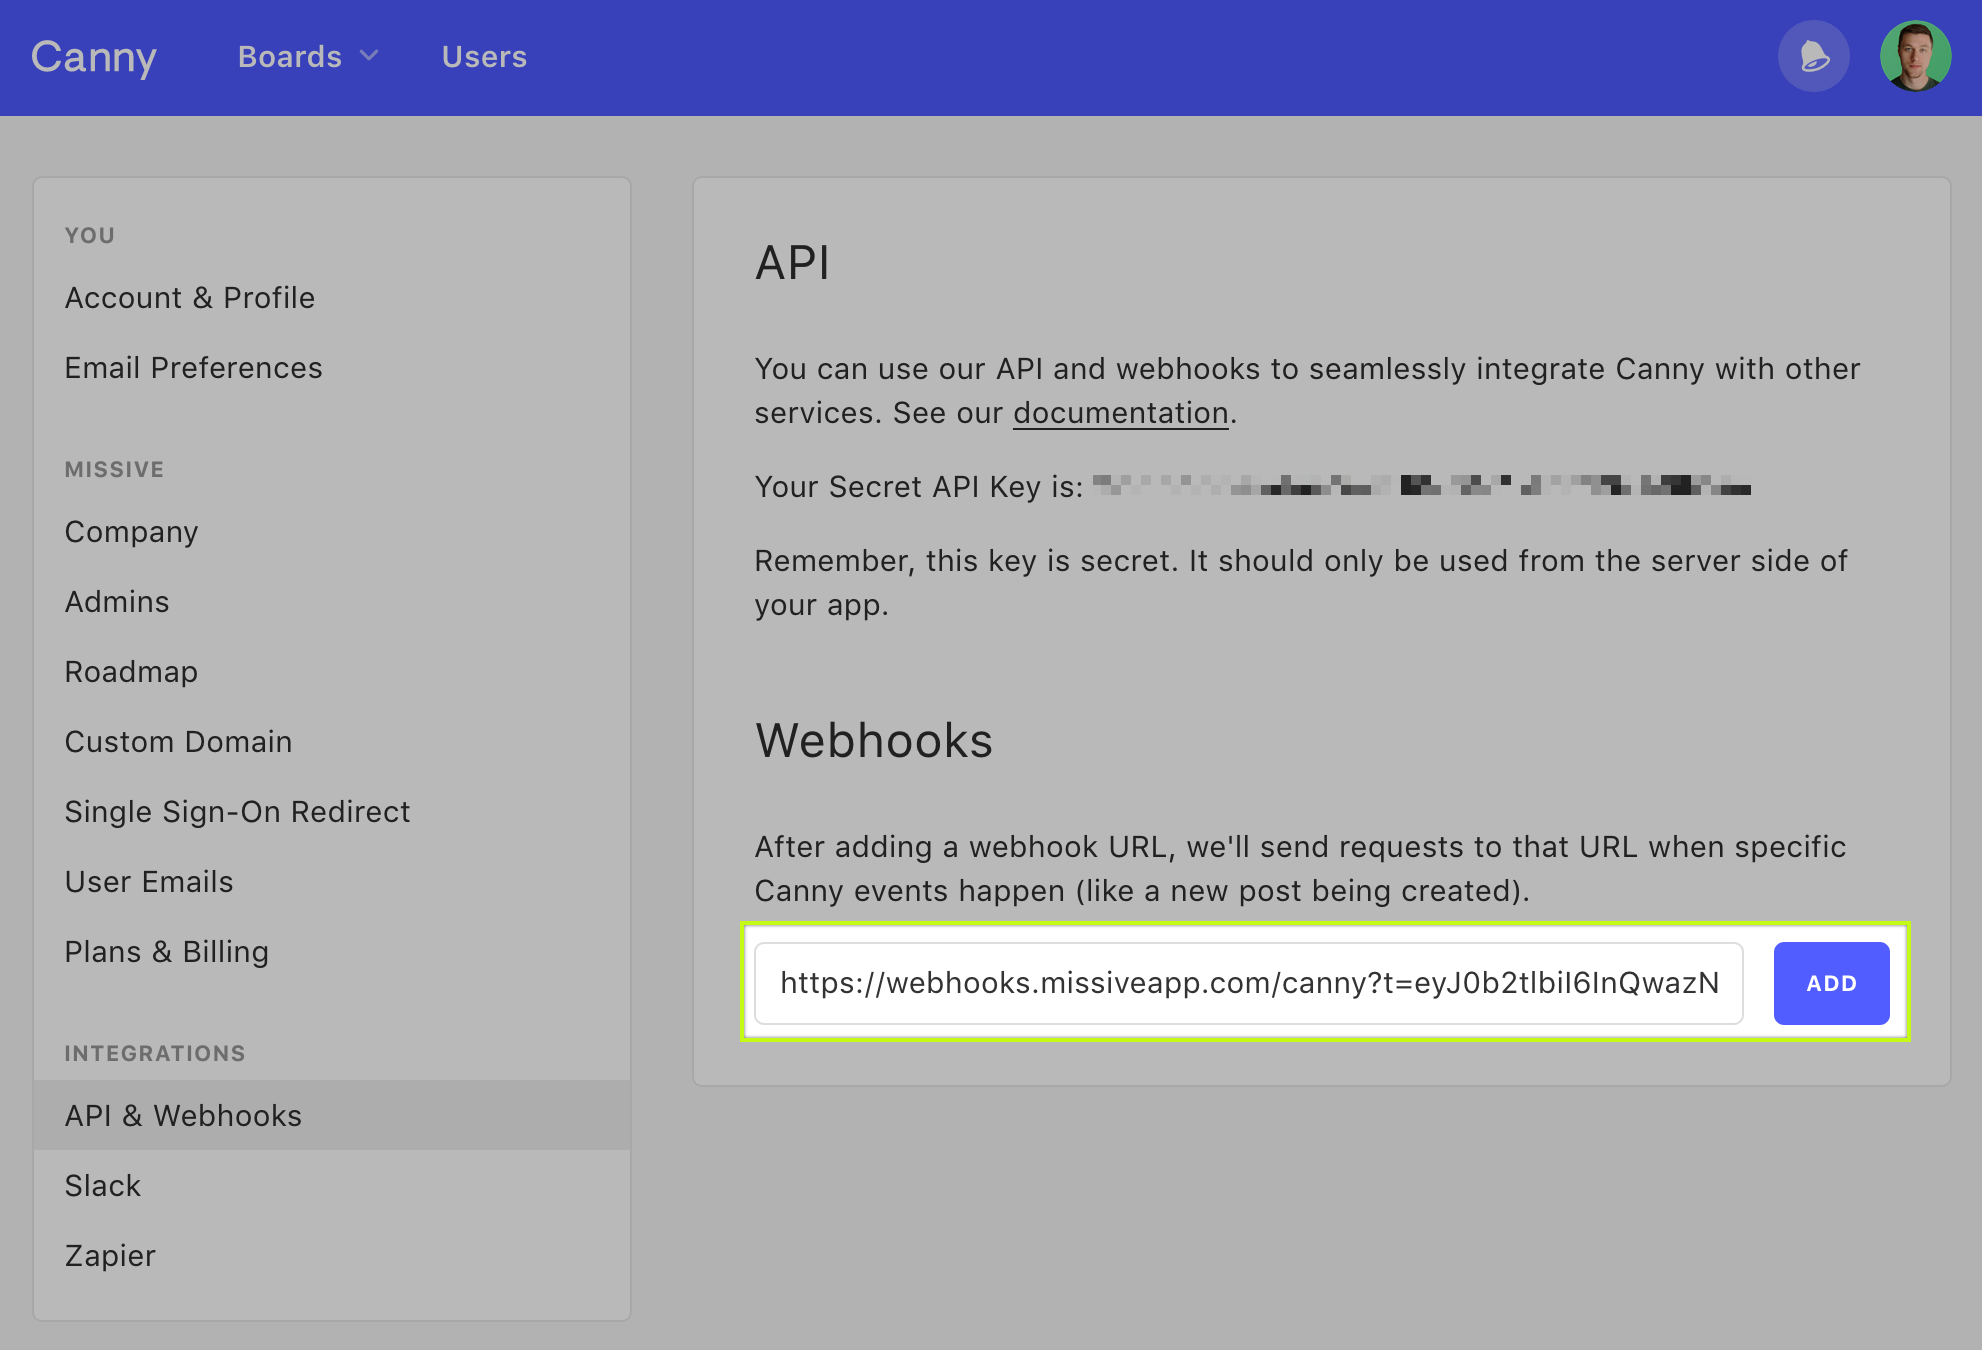 Canny
Boards
Users
YOU
Account & Profile
Email Preferences
MISSIVE
Company
Admins
Roadmap
Custom Domain
Single Sign-On Redirect
User Emails
Plans & Billing
INTEGRATIONS
API & Webhooks
Slack
Zapier
API
You can use our API and webhooks to seamlessly integrate Canny with other
services. See our documentation.
Your Secret API Key is:
Remember, this key is secret. It should only be used from the server side of
your app.
Webhooks
After adding a webhook URL, we'll send requests to that URL when specific
Canny events happen (like a new post being created).
https://webhooks.missiveapp.com/canny?t=eyJ0b2tlbiI6InQwazN
ADD